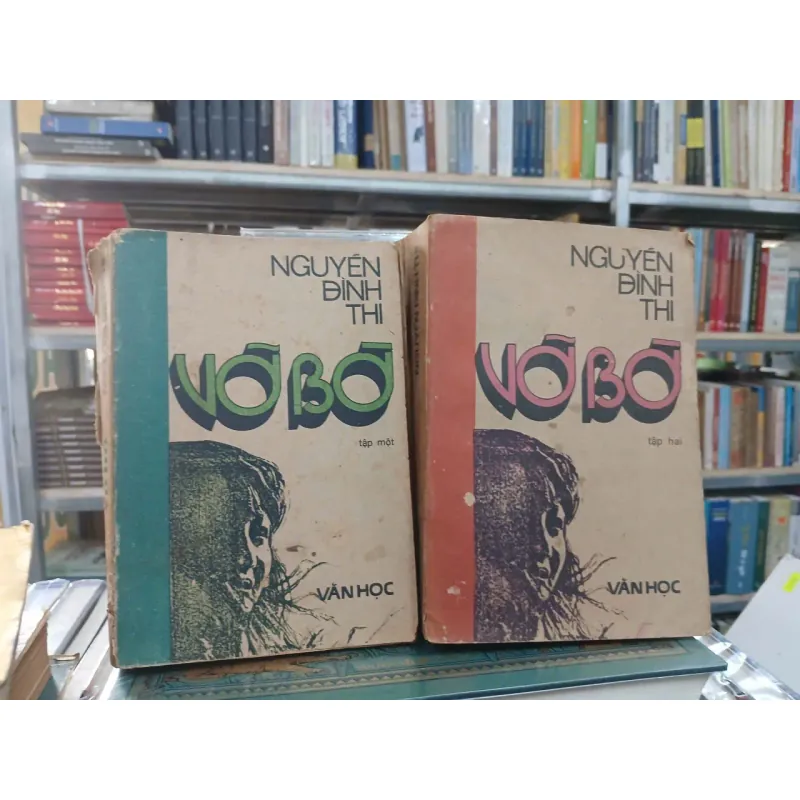 NGUYỄN
ĐÌNH
THI
VỠ BỜ
tập một
VĂN HỌC
NGUYỄN
ĐÌNH
THI
VỠ BỜ
tập hai
VĂN HỌC